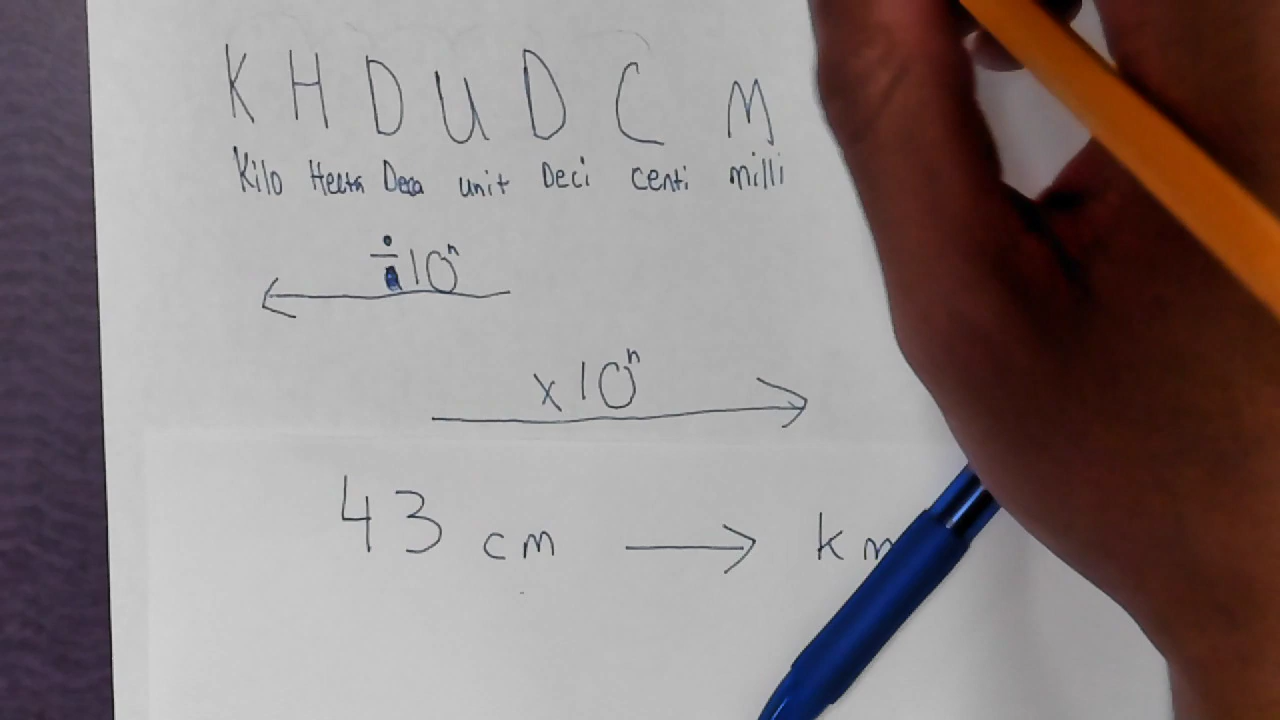 K H D U D C M
Kilo Hecta Deca unit Deci centi milli
÷10ⁿ
x10ⁿ
43 cm → km